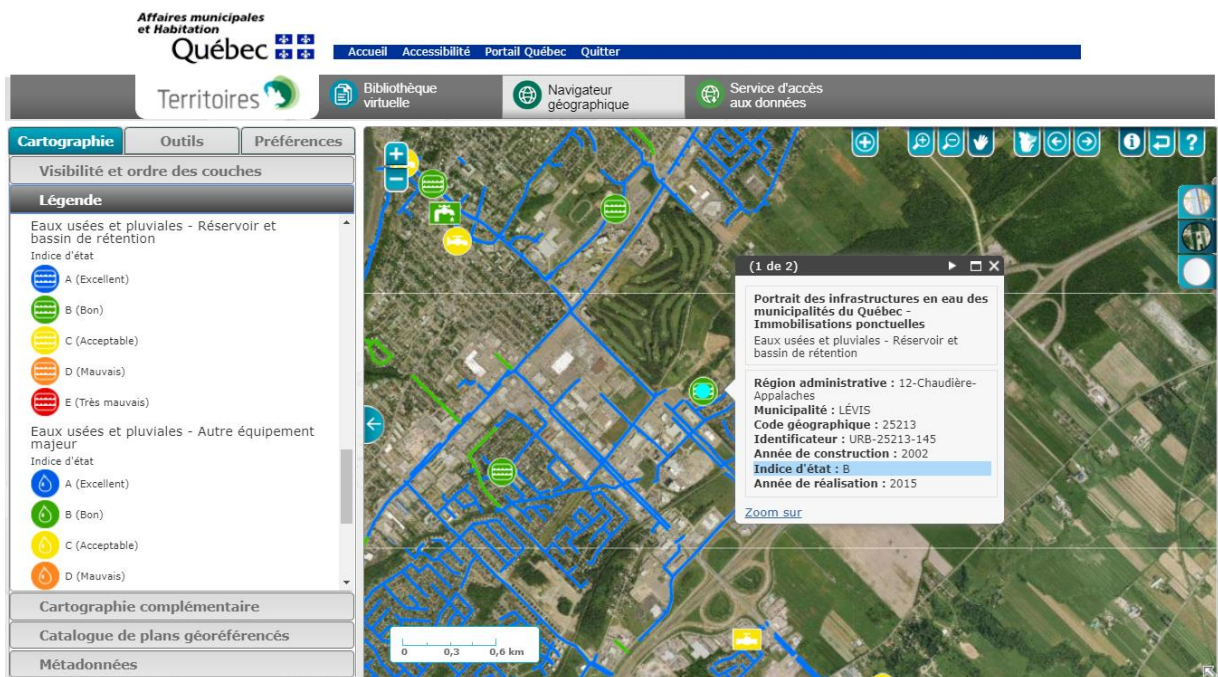 Affaires municipales
et Habitation
Québec
Accueil Accessibilité Portail Québec Quitter
Territoires
Bibliothèque
virtuelle
Navigateur
géographique
Service d'accès
aux données
Cartographie Outils Préférences
Visibilité et ordre des couches
Légende
Eaux usées et pluviales - Réservoir et
bassin de rétention
Indice d'état
A (Excellent)
B (Bon)
C (Acceptable)
D (Mauvais)
E (Très mauvais)
Eaux usées et pluviales - Autre équipement
majeur
Indice d'état
A (Excellent)
B (Bon)
C (Acceptable)
D (Mauvais)
Cartographie complémentaire
Catalogue de plans géoréférencés
Métadonnées
(1 de 2)
Portrait des infrastructures en eau des
municipalités du Québec -
Immobilisations ponctuelles
Eaux usées et pluviales - Réservoir et
bassin de rétention
Région administrative : 12-Chaudière-
Appalaches
Municipalité : LÉVIS
Code géographique : 25213
Identificateur : URB-25213-145
Année de construction : 2002
Indice d'état : B
Année de réalisation : 2015
Zoom sur
0 0,3 0,6 km